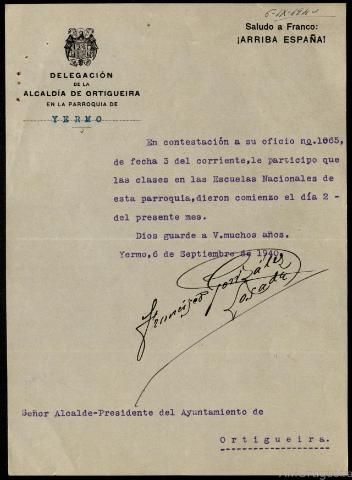 Saludo a Franco:
¡ARRIBA ESPAÑA!
DELEGACIÓN
DE LA
ALCALDÍA DE ORTIGUEIRA
EN LA PARROQUIA DE
YERMO
En contestación a su oficio no.1065,
de fecha 3 del corriente,le participo que
las clases en las Escuelas Nacionales de
esta parroquia,dieron comienzo el día 2 -
del presente mes.
Dios guarde a V.muchos años.
Yermo,6 de Septiembre de 1940.
Francisco González
Losada
Señor Alcalde-Presidente del Ayuntamiento de
Ortigueira.